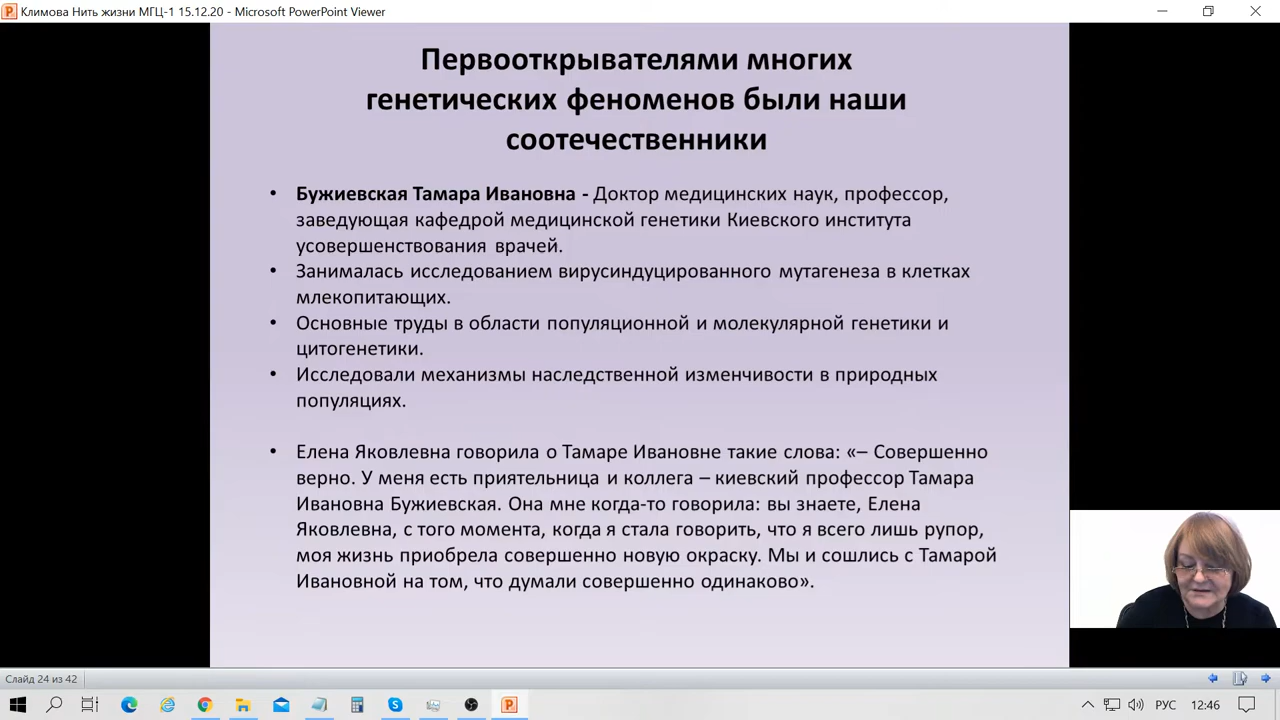 Климова Нить жизни МГЦ-1 15.12.20 - Microsoft PowerPoint Viewer
Первооткрывателями многих
генетических феноменов были наши
соотечественники
• Бужиевская Тамара Ивановна - Доктор медицинских наук, профессор,
заведующая кафедрой медицинской генетики Киевского института
усовершенствования врачей.
• Занималась исследованием вирусиндуцированного мутагенеза в клетках
млекопитающих.
• Основные труды в области популяционной и молекулярной генетики и
цитогенетики.
• Исследовали механизмы наследственной изменчивости в природных
популяциях.
• Елена Яковлевна говорила о Тамаре Ивановне такие слова: «– Совершенно
верно. У меня есть приятельница и коллега – киевский профессор Тамара
Ивановна Бужиевская. Она мне когда-то говорила: вы знаете, Елена
Яковлевна, с того момента, когда я стала говорить, что я всего лишь рупор,
моя жизнь приобрела совершенно новую окраску. Мы и сошлись с Тамарой
Ивановной на том, что думали совершенно одинаково».
Слайд 24 из 42
РУС 12:46